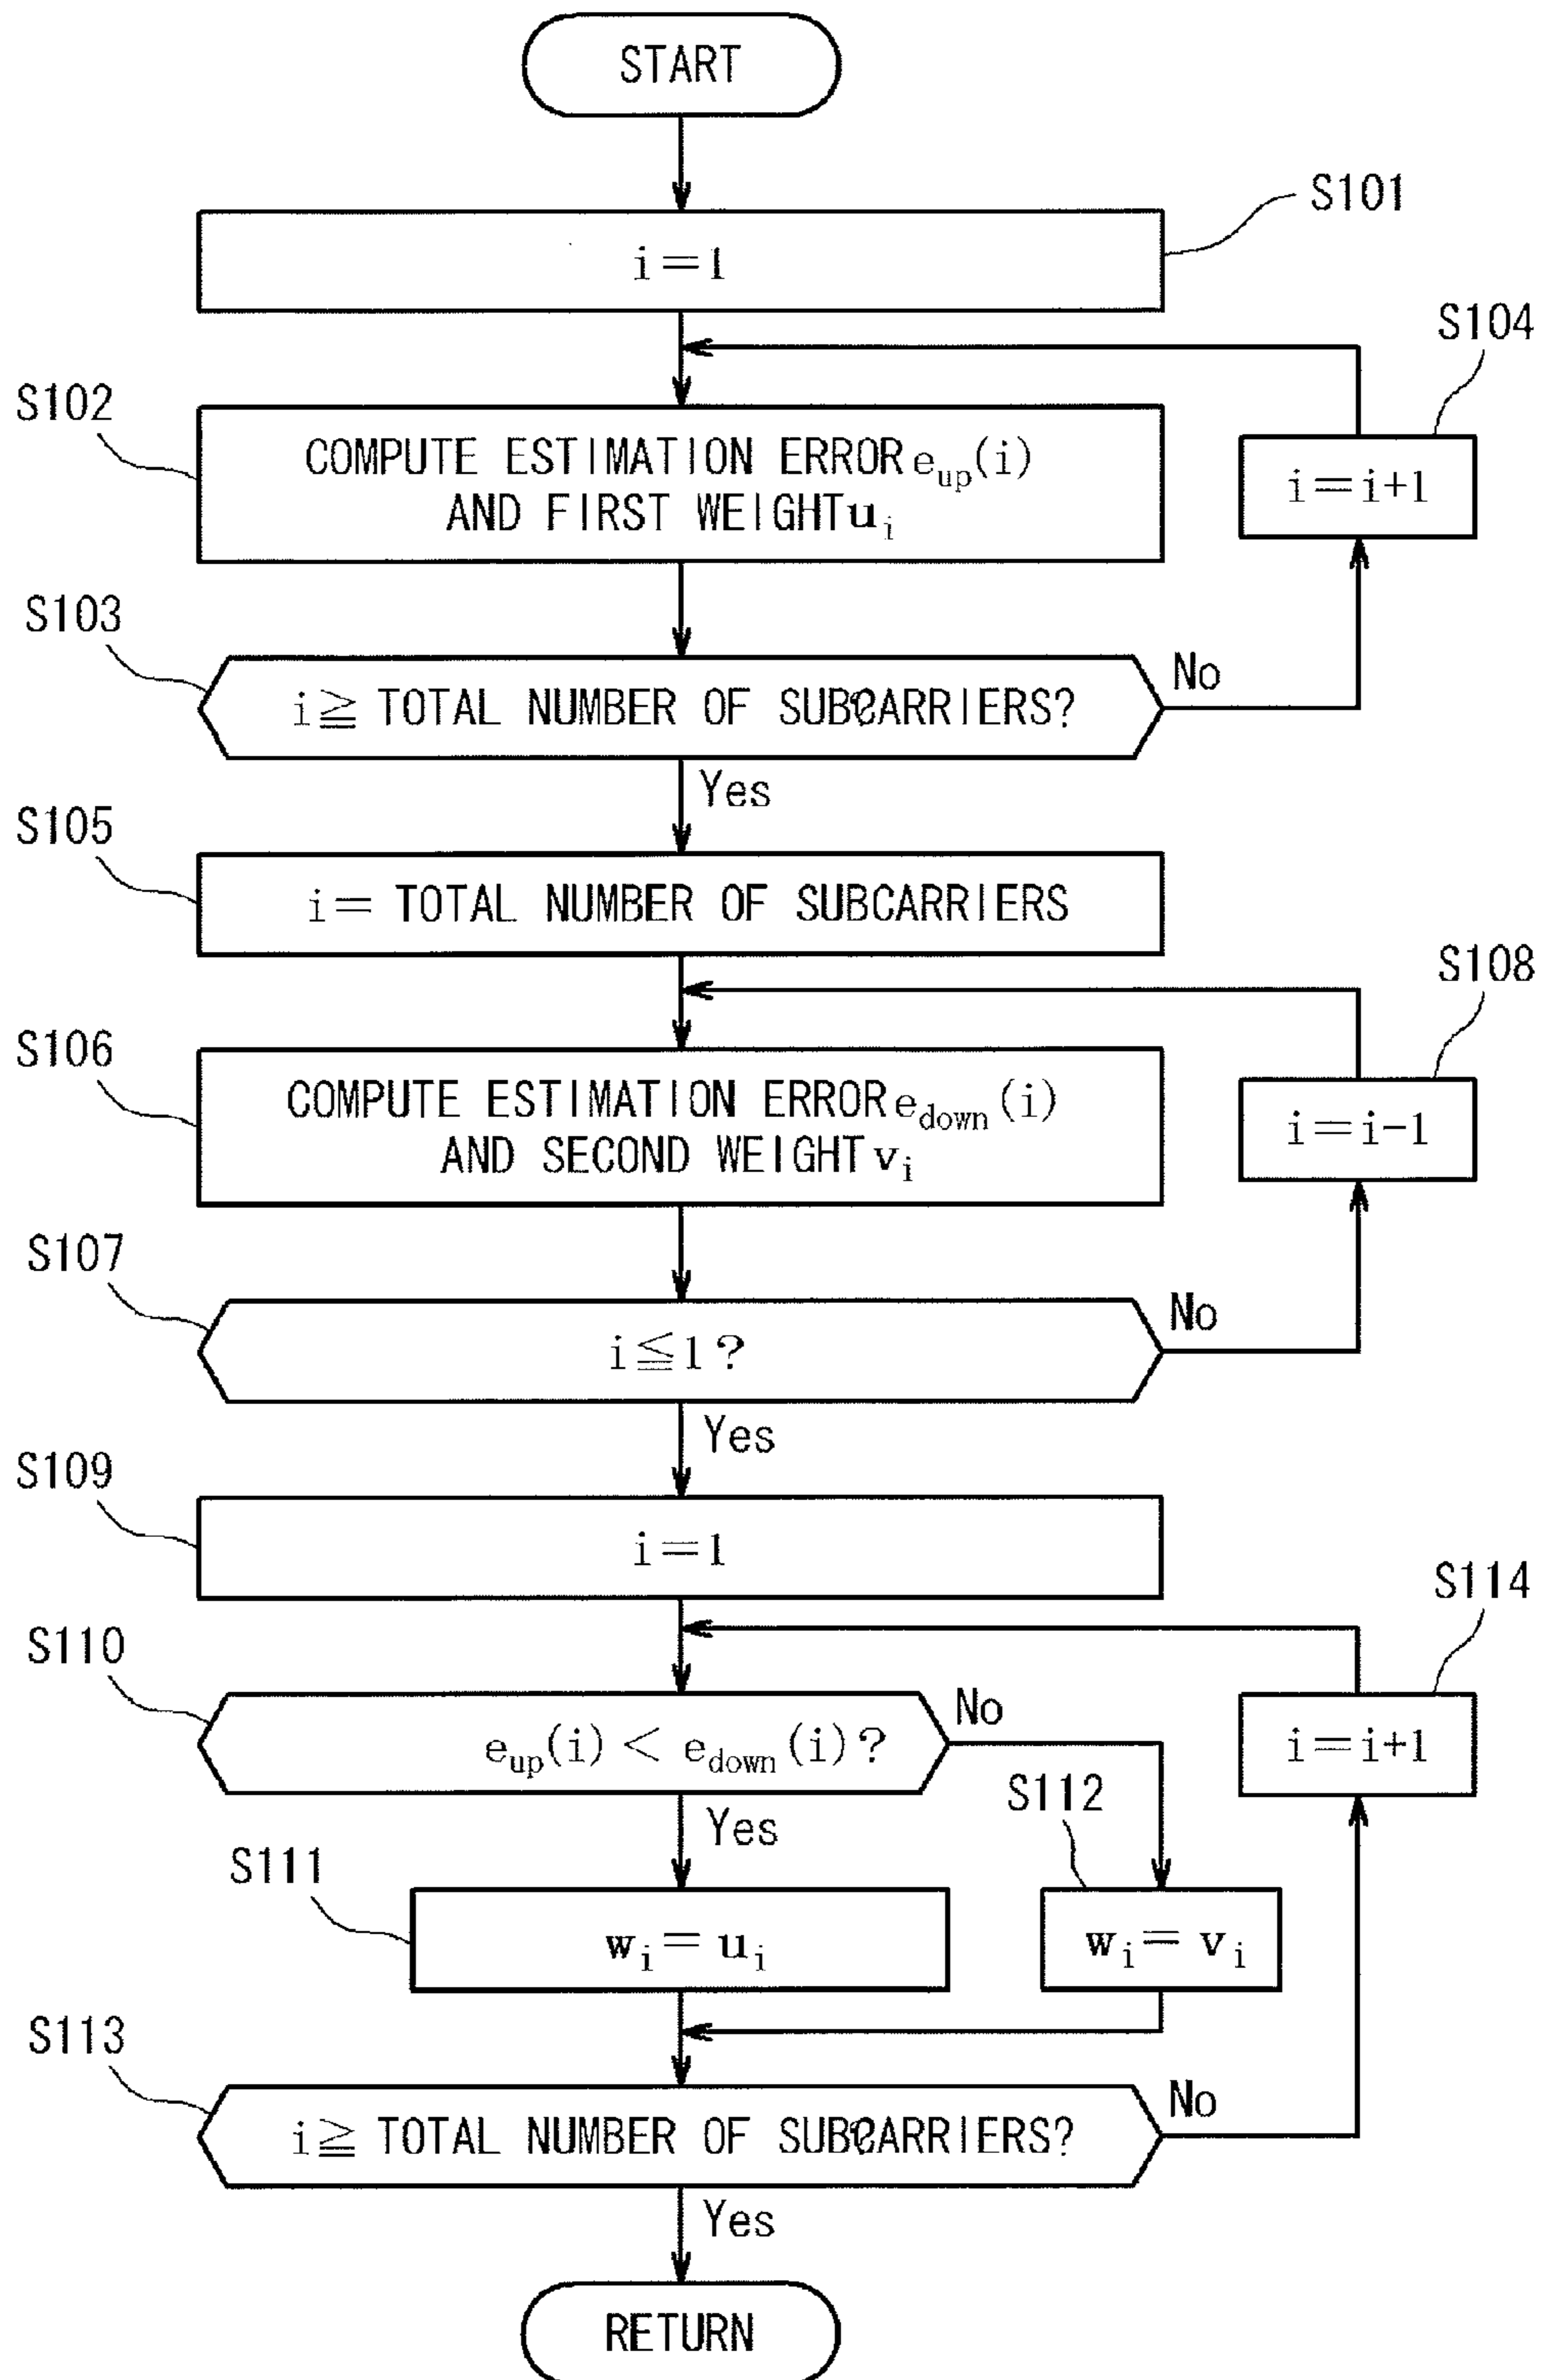 START
S101
i=1
S104
S102
COMPUTE ESTIMATION ERROR e_up(i)
AND FIRST WEIGHT u_i
i=i+1
S103
No
i≧ TOTAL NUMBER OF SUBCARRIERS?
Yes
S105
i= TOTAL NUMBER OF SUBCARRIERS
S108
S106
COMPUTE ESTIMATION ERROR e_down(i)
AND SECOND WEIGHT v_i
i=i-1
S107
No
i≦1?
Yes
S109
i=1
S114
S110
No
e_up(i) < e_down(i)?
i=i+1
S112
Yes
S111
w_i= u_i
w_i= v_i
S113
No
i≧ TOTAL NUMBER OF SUBCARRIERS?
Yes
RETURN